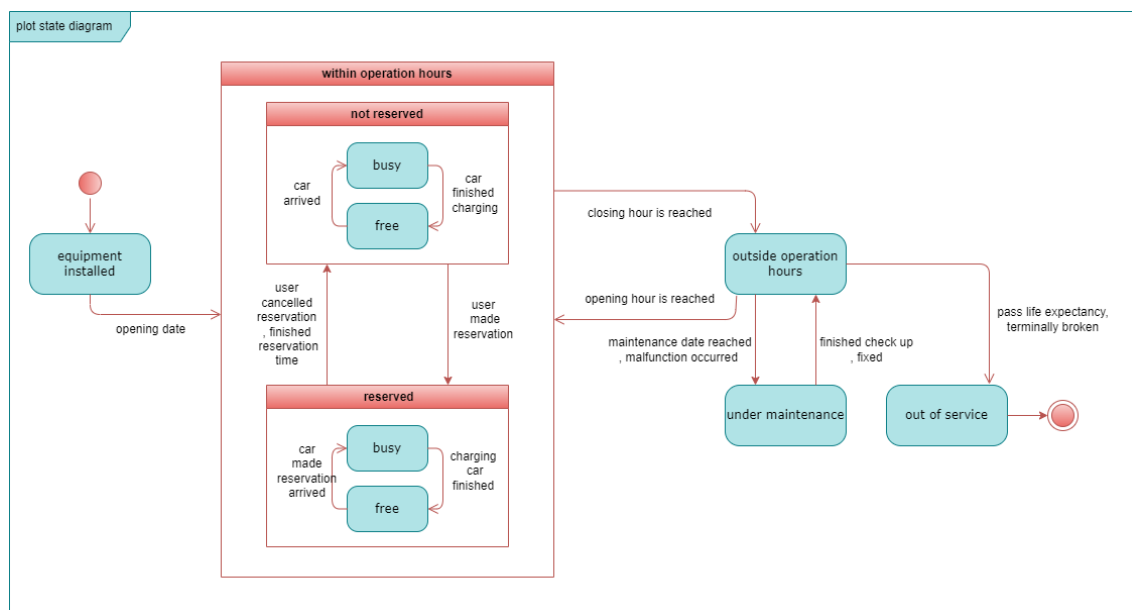 plot state diagram
within operation hours
not reserved
busy
car
arrived
car
finished
charging
free
closing hour is reached
equipment
installed
outside operation
hours
opening date
user
cancelled
reservation
, finished
reservation
time
user
made
reservation
opening hour is reached
pass life expectancy,
terminally broken
maintenance date reached
, malfunction occurred
finished check up
, fixed
reserved
under maintenance
out of service
busy
car
made
reservation
arrived
charging
car
finished
free